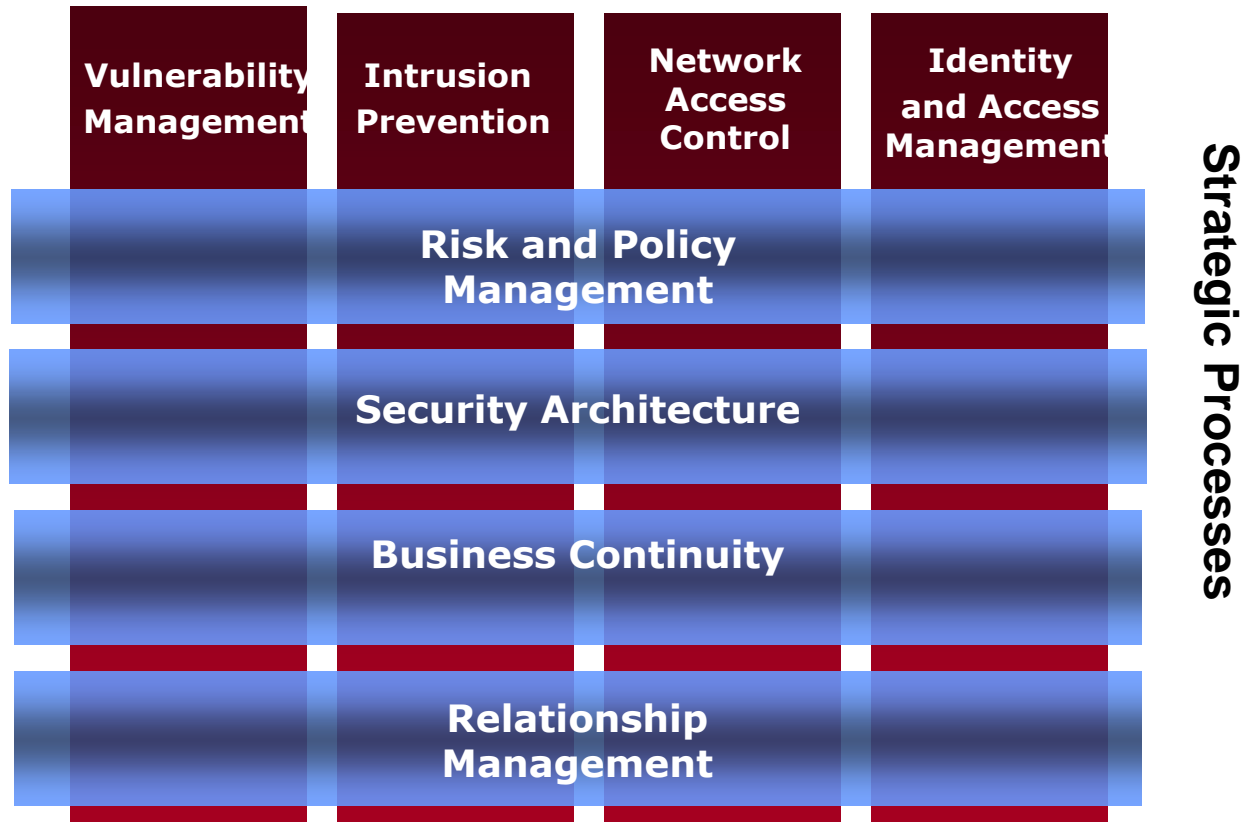 Vulnerability
Management
Intrusion
Prevention
Network
Access
Control
Identity
and Access
Management
Risk and Policy
Management
Security Architecture
Business Continuity
Relationship
Management
Strategic Processes